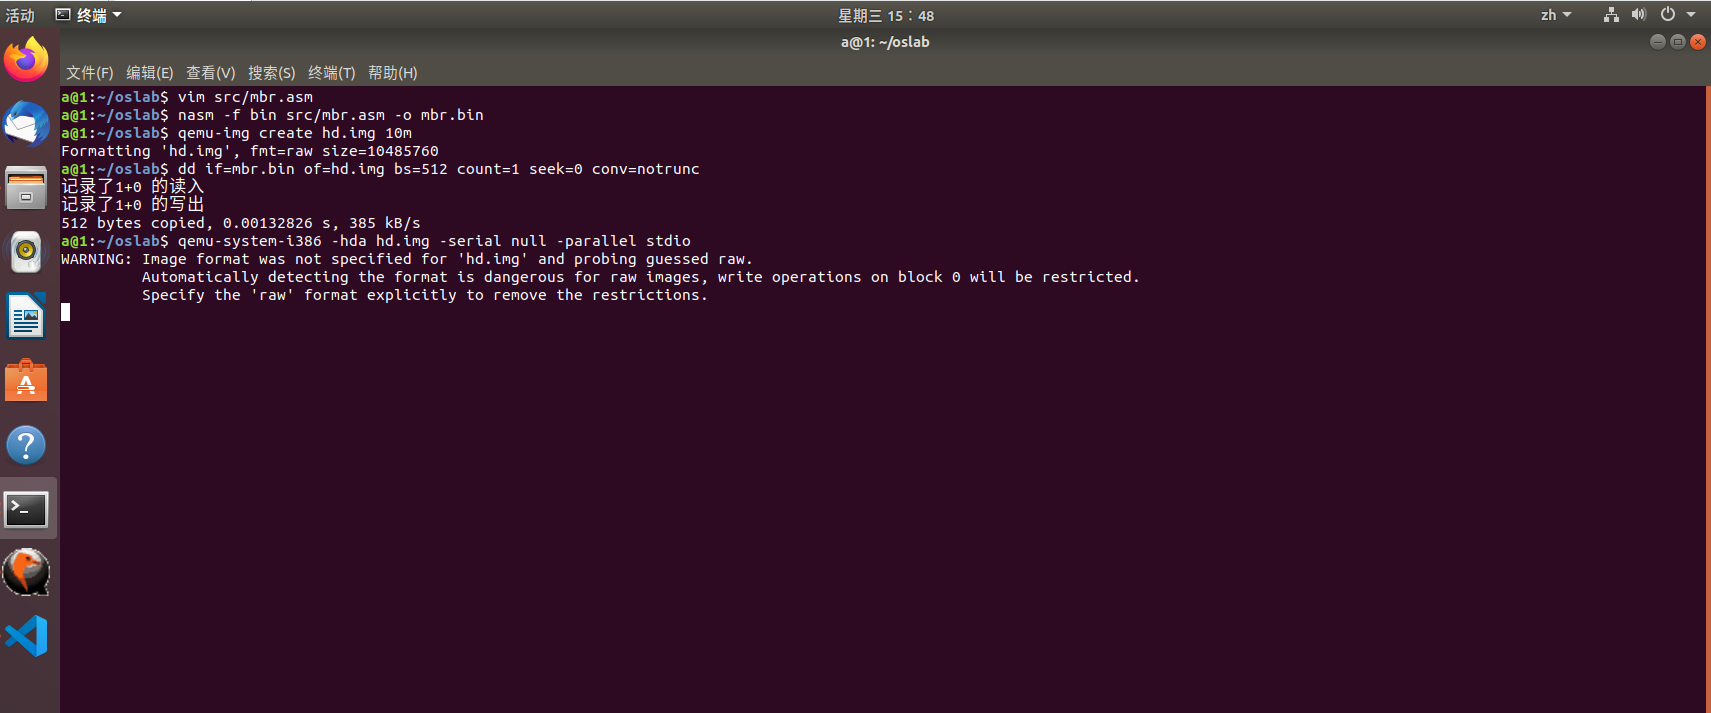 活动 终端 星期三 15：48 zh
a@1: ~/oslab
文件(F) 编辑(E) 查看(V) 搜索(S) 终端(T) 帮助(H)
a@1:~/oslab$ vim src/mbr.asm
a@1:~/oslab$ nasm -f bin src/mbr.asm -o mbr.bin
a@1:~/oslab$ qemu-img create hd.img 10m
Formatting 'hd.img', fmt=raw size=10485760
a@1:~/oslab$ dd if=mbr.bin of=hd.img bs=512 count=1 seek=0 conv=notrunc
记录了1+0 的读入
记录了1+0 的写出
512 bytes copied, 0.00132826 s, 385 kB/s
a@1:~/oslab$ qemu-system-i386 -hda hd.img -serial null -parallel stdio
WARNING: Image format was not specified for 'hd.img' and probing guessed raw.
Automatically detecting the format is dangerous for raw images, write operations on block 0 will be restricted.
Specify the 'raw' format explicitly to remove the restrictions.